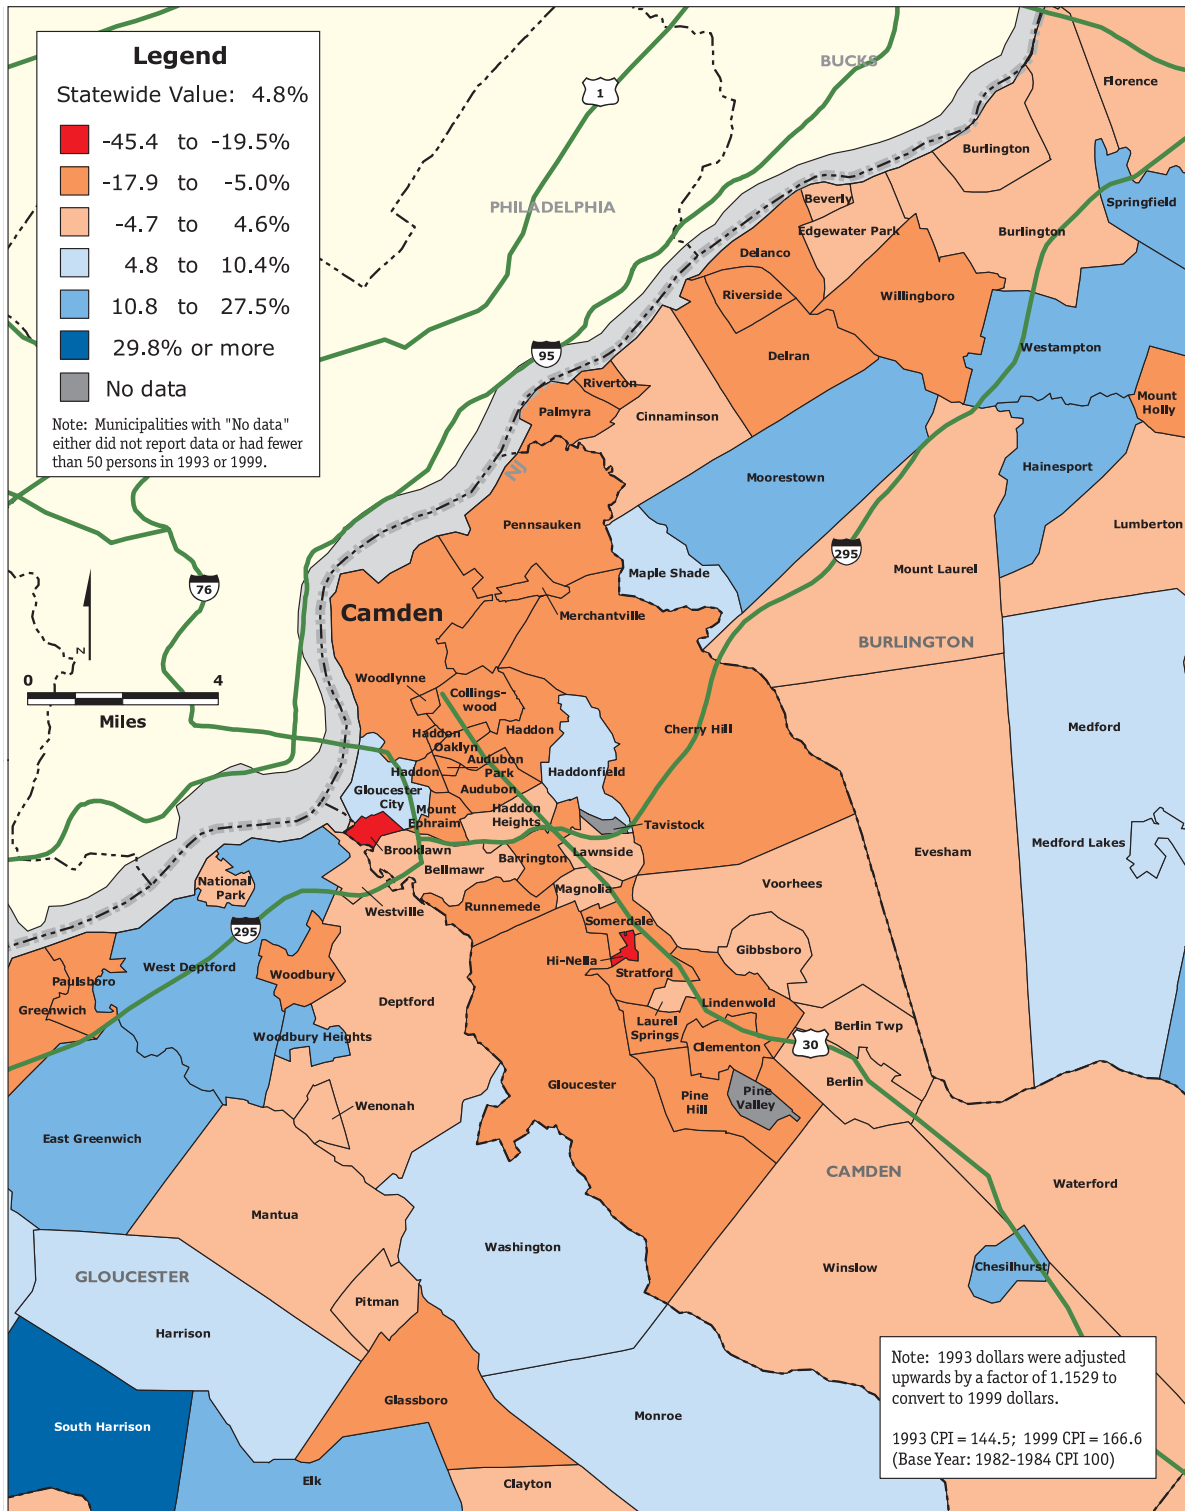 Legend
Statewide Value: 4.8%
-45.4 to -19.5%
-17.9 to -5.0%
-4.7 to 4.6%
4.8 to 10.4%
10.8 to 27.5%
29.8% or more
No data
Note: Municipalities with "No data"
either did not report data or had fewer
than 50 persons in 1993 or 1999.
BUCKS
1
PHILADELPHIA
95
76
NJ
N
0 4
Miles
Florence
Burlington
Springfield
Beverly
Edgewater Park
Burlington
Delanco
Riverside
Willingboro
Westampton
Delran
Riverton
Palmyra
Cinnaminson
Mount
Holly
Hainesport
Moorestown
Lumberton
Pennsauken
295
Maple Shade
Mount Laurel
Camden
Merchantville
BURLINGTON
Woodlynne
Collings-
wood
Haddon
Cherry Hill
Medford
Haddon
Oaklyn
Audubon
Park
Haddon
Haddonfield
Audubon
Gloucester
City
Mount
Ephraim
Haddon
Heights
Tavistock
Medford Lakes
Brooklawn
Lawnside
Evesham
Barrington
Bellmawr
National
Park
Magnolia
Voorhees
Westville
Runnemede
Somerdale
295
Gibbsboro
Hi-Nella
West Deptford
Woodbury
Stratford
Paulsboro
Greenwich
Deptford
Lindenwold
Laurel
Springs
Berlin Twp
Woodbury Heights
Clementon
30
Gloucester
Berlin
Pine
Hill
Pine
Valley
Wenonah
East Greenwich
CAMDEN
Waterford
Mantua
Washington
Winslow
Chesilhurst
GLOUCESTER
Pitman
Harrison
Glassboro
Monroe
South Harrison
Elk
Clayton
Note: 1993 dollars were adjusted
upwards by a factor of 1.1529 to
convert to 1999 dollars.
1993 CPI = 144.5; 1999 CPI = 166.6
(Base Year: 1982-1984 CPI 100)